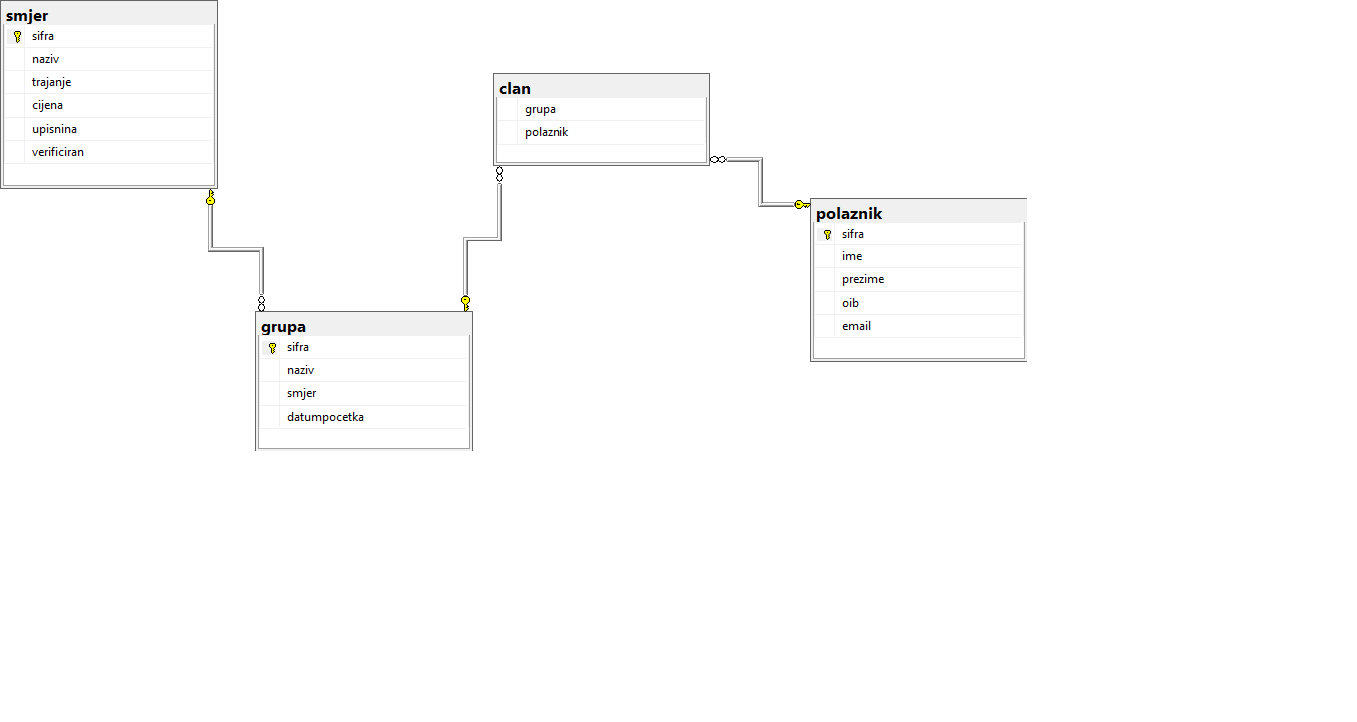 smjer
sifra
naziv
trajanje
cijena
upisnina
verificiran
clan
grupa
polaznik
polaznik
sifra
ime
prezime
oib
email
grupa
sifra
naziv
smjer
datumpocetka